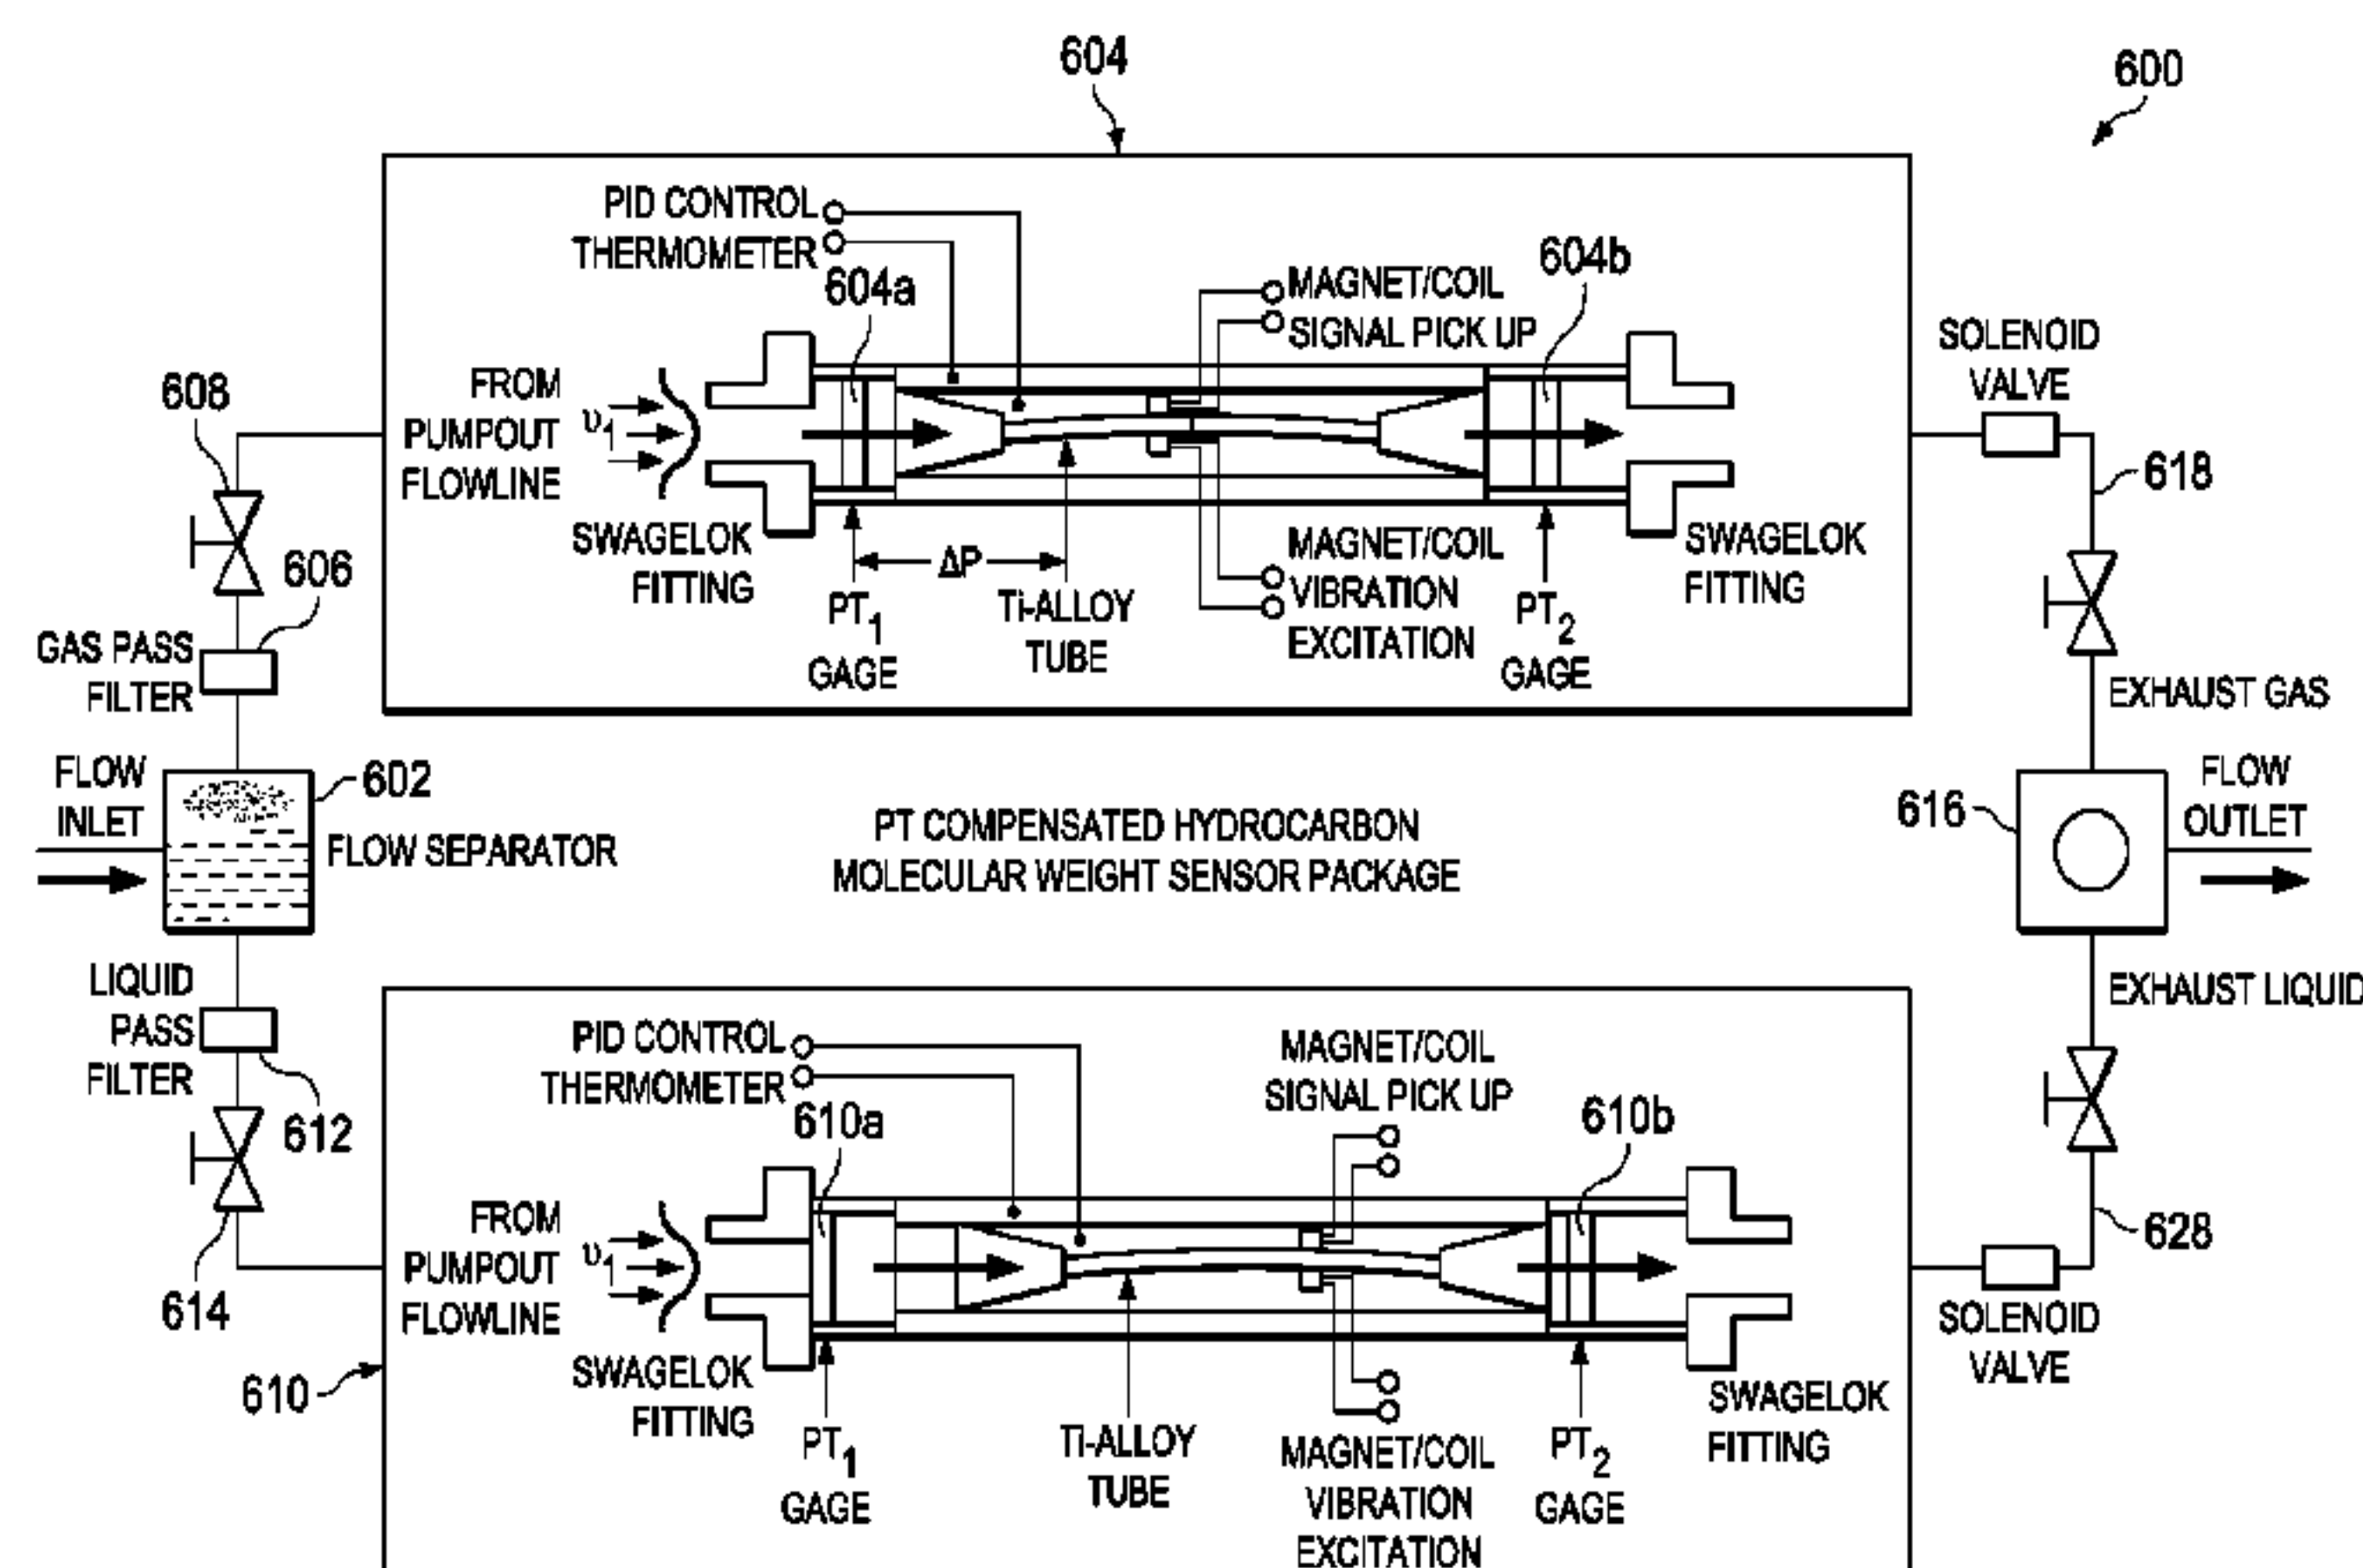 604
600
PID CONTROL
THERMOMETER
604a
604b
MAGNET/COIL
SIGNAL PICK UP
SOLENOID
VALVE
608
FROM
PUMPOUT
FLOWLINE
υ1
618
SWAGELOK
FITTING
ΔP
MAGNET/COIL
VIBRATION
EXCITATION
SWAGELOK
FITTING
606
PT1
GAGE
Ti-ALLOY
TUBE
PT2
GAGE
GAS PASS
FILTER
EXHAUST GAS
FLOW
INLET
602
FLOW SEPARATOR
PT COMPENSATED HYDROCARBON
MOLECULAR WEIGHT SENSOR PACKAGE
616
FLOW
OUTLET
LIQUID
PASS
FILTER
EXHAUST LIQUID
612
PID CONTROL
THERMOMETER
610a
MAGNET/COIL
SIGNAL PICK UP
610b
FROM
PUMPOUT
FLOWLINE
υ1
628
614
610
SWAGELOK
FITTING
SOLENOID
VALVE
SWAGELOK
FITTING
PT1
GAGE
Ti-ALLOY
TUBE
MAGNET/COIL
VIBRATION
EXCITATION
PT2
GAGE